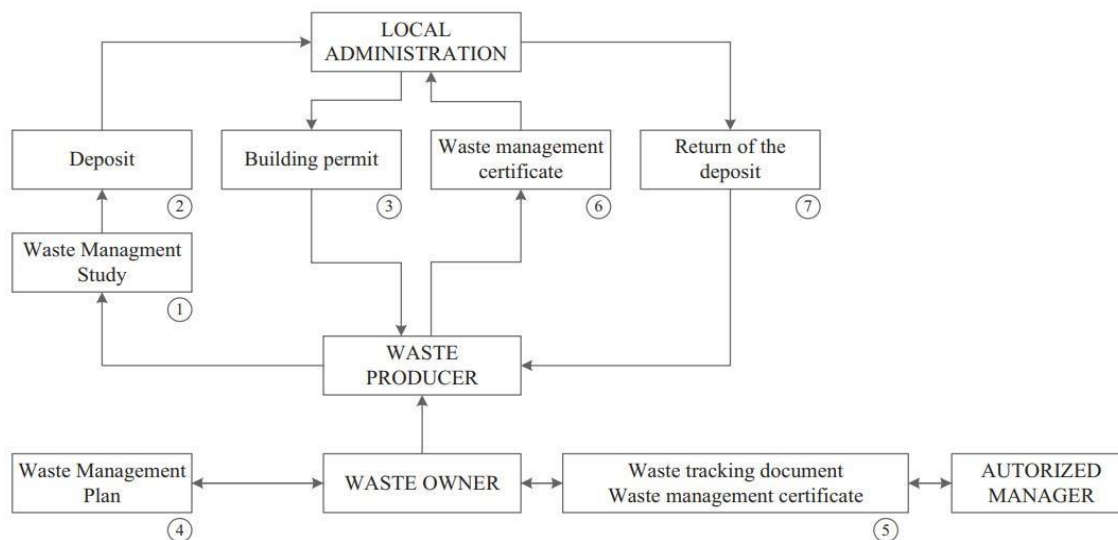 LOCAL
ADMINISTRATION
Deposit
Building permit
Waste management
certificate
Return of the
deposit
2
3
6
7
Waste Managment
Study
1
WASTE
PRODUCER
Waste Management
Plan
WASTE OWNER
Waste tracking document
Waste management certificate
AUTORIZED
MANAGER
4
5